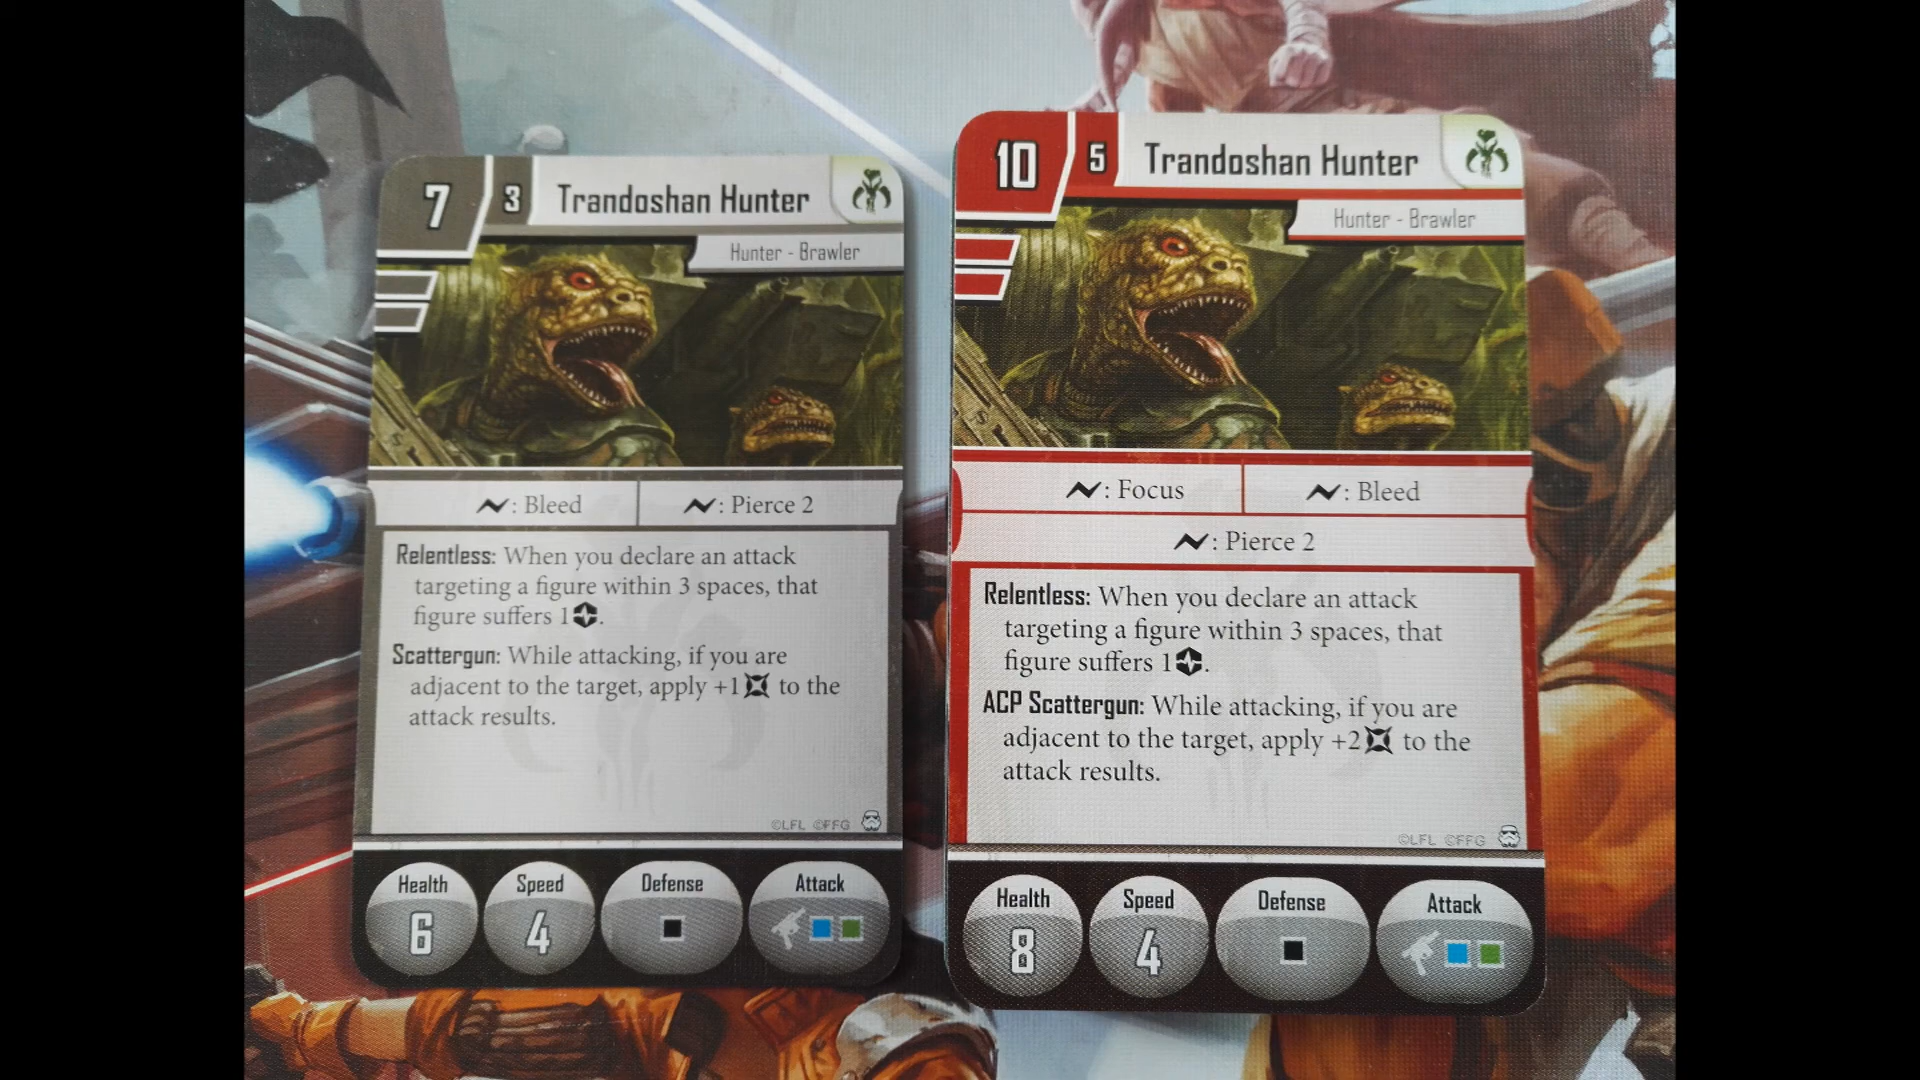 7 3 Trandoshan Hunter
Hunter - Brawler
: Bleed : Pierce 2
Relentless: When you declare an attack
targeting a figure within 3 spaces, that
figure suffers 1.
Scattergun: While attacking, if you are
adjacent to the target, apply +1 to the
attack results.
©LFL ©FFG
Health Speed Defense Attack
6 4
10 5 Trandoshan Hunter
Hunter - Brawler
: Focus : Bleed
: Pierce 2
Relentless: When you declare an attack
targeting a figure within 3 spaces, that
figure suffers 1.
ACP Scattergun: While attacking, if you are
adjacent to the target, apply +2 to the
attack results.
©LFL ©FFG
Health Speed Defense Attack
8 4